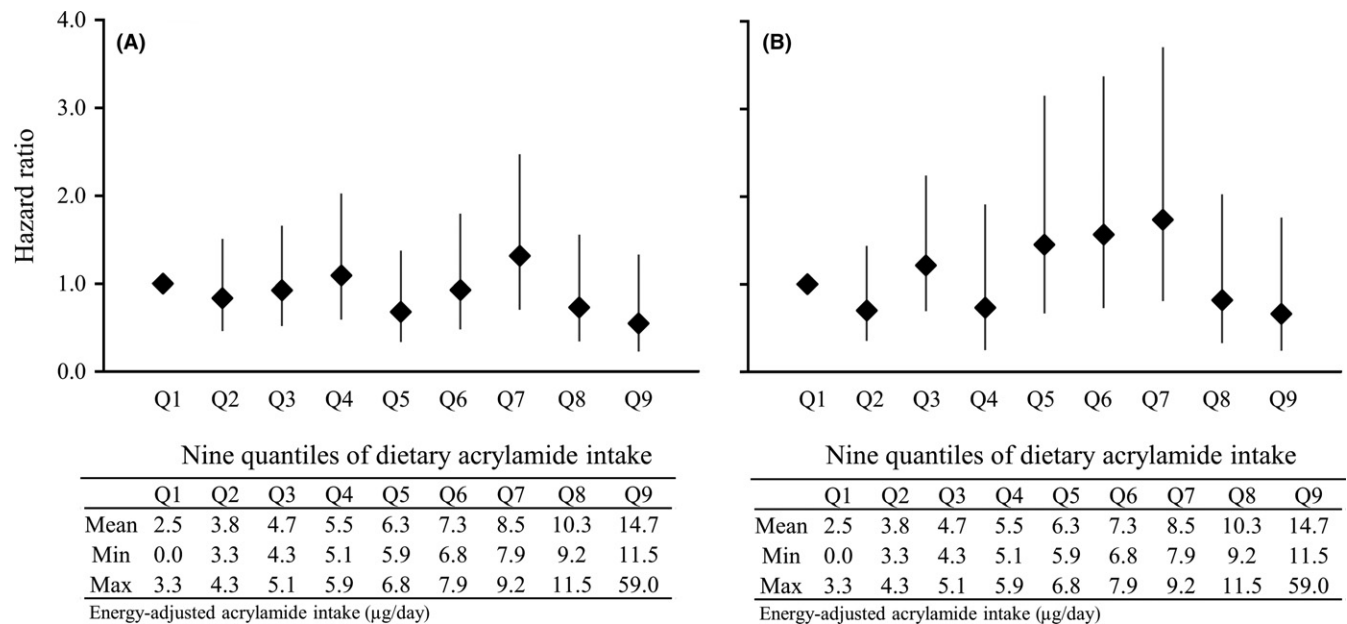 (A)
Hazard ratio
4.0
3.0
2.0
1.0
0.0
Q1 Q2 Q3 Q4 Q5 Q6 Q7 Q8 Q9
Nine quantiles of dietary acrylamide intake
Q1 Q2 Q3 Q4 Q5 Q6 Q7 Q8 Q9
Mean 2.5 3.8 4.7 5.5 6.3 7.3 8.5 10.3 14.7
Min 0.0 3.3 4.3 5.1 5.9 6.8 7.9 9.2 11.5
Max 3.3 4.3 5.1 5.9 6.8 7.9 9.2 11.5 59.0
Energy-adjusted acrylamide intake (µg/day)
(B)
Q1 Q2 Q3 Q4 Q5 Q6 Q7 Q8 Q9
Nine quantiles of dietary acrylamide intake
Q1 Q2 Q3 Q4 Q5 Q6 Q7 Q8 Q9
Mean 2.5 3.8 4.7 5.5 6.3 7.3 8.5 10.3 14.7
Min 0.0 3.3 4.3 5.1 5.9 6.8 7.9 9.2 11.5
Max 3.3 4.3 5.1 5.9 6.8 7.9 9.2 11.5 59.0
Energy-adjusted acrylamide intake (µg/day)